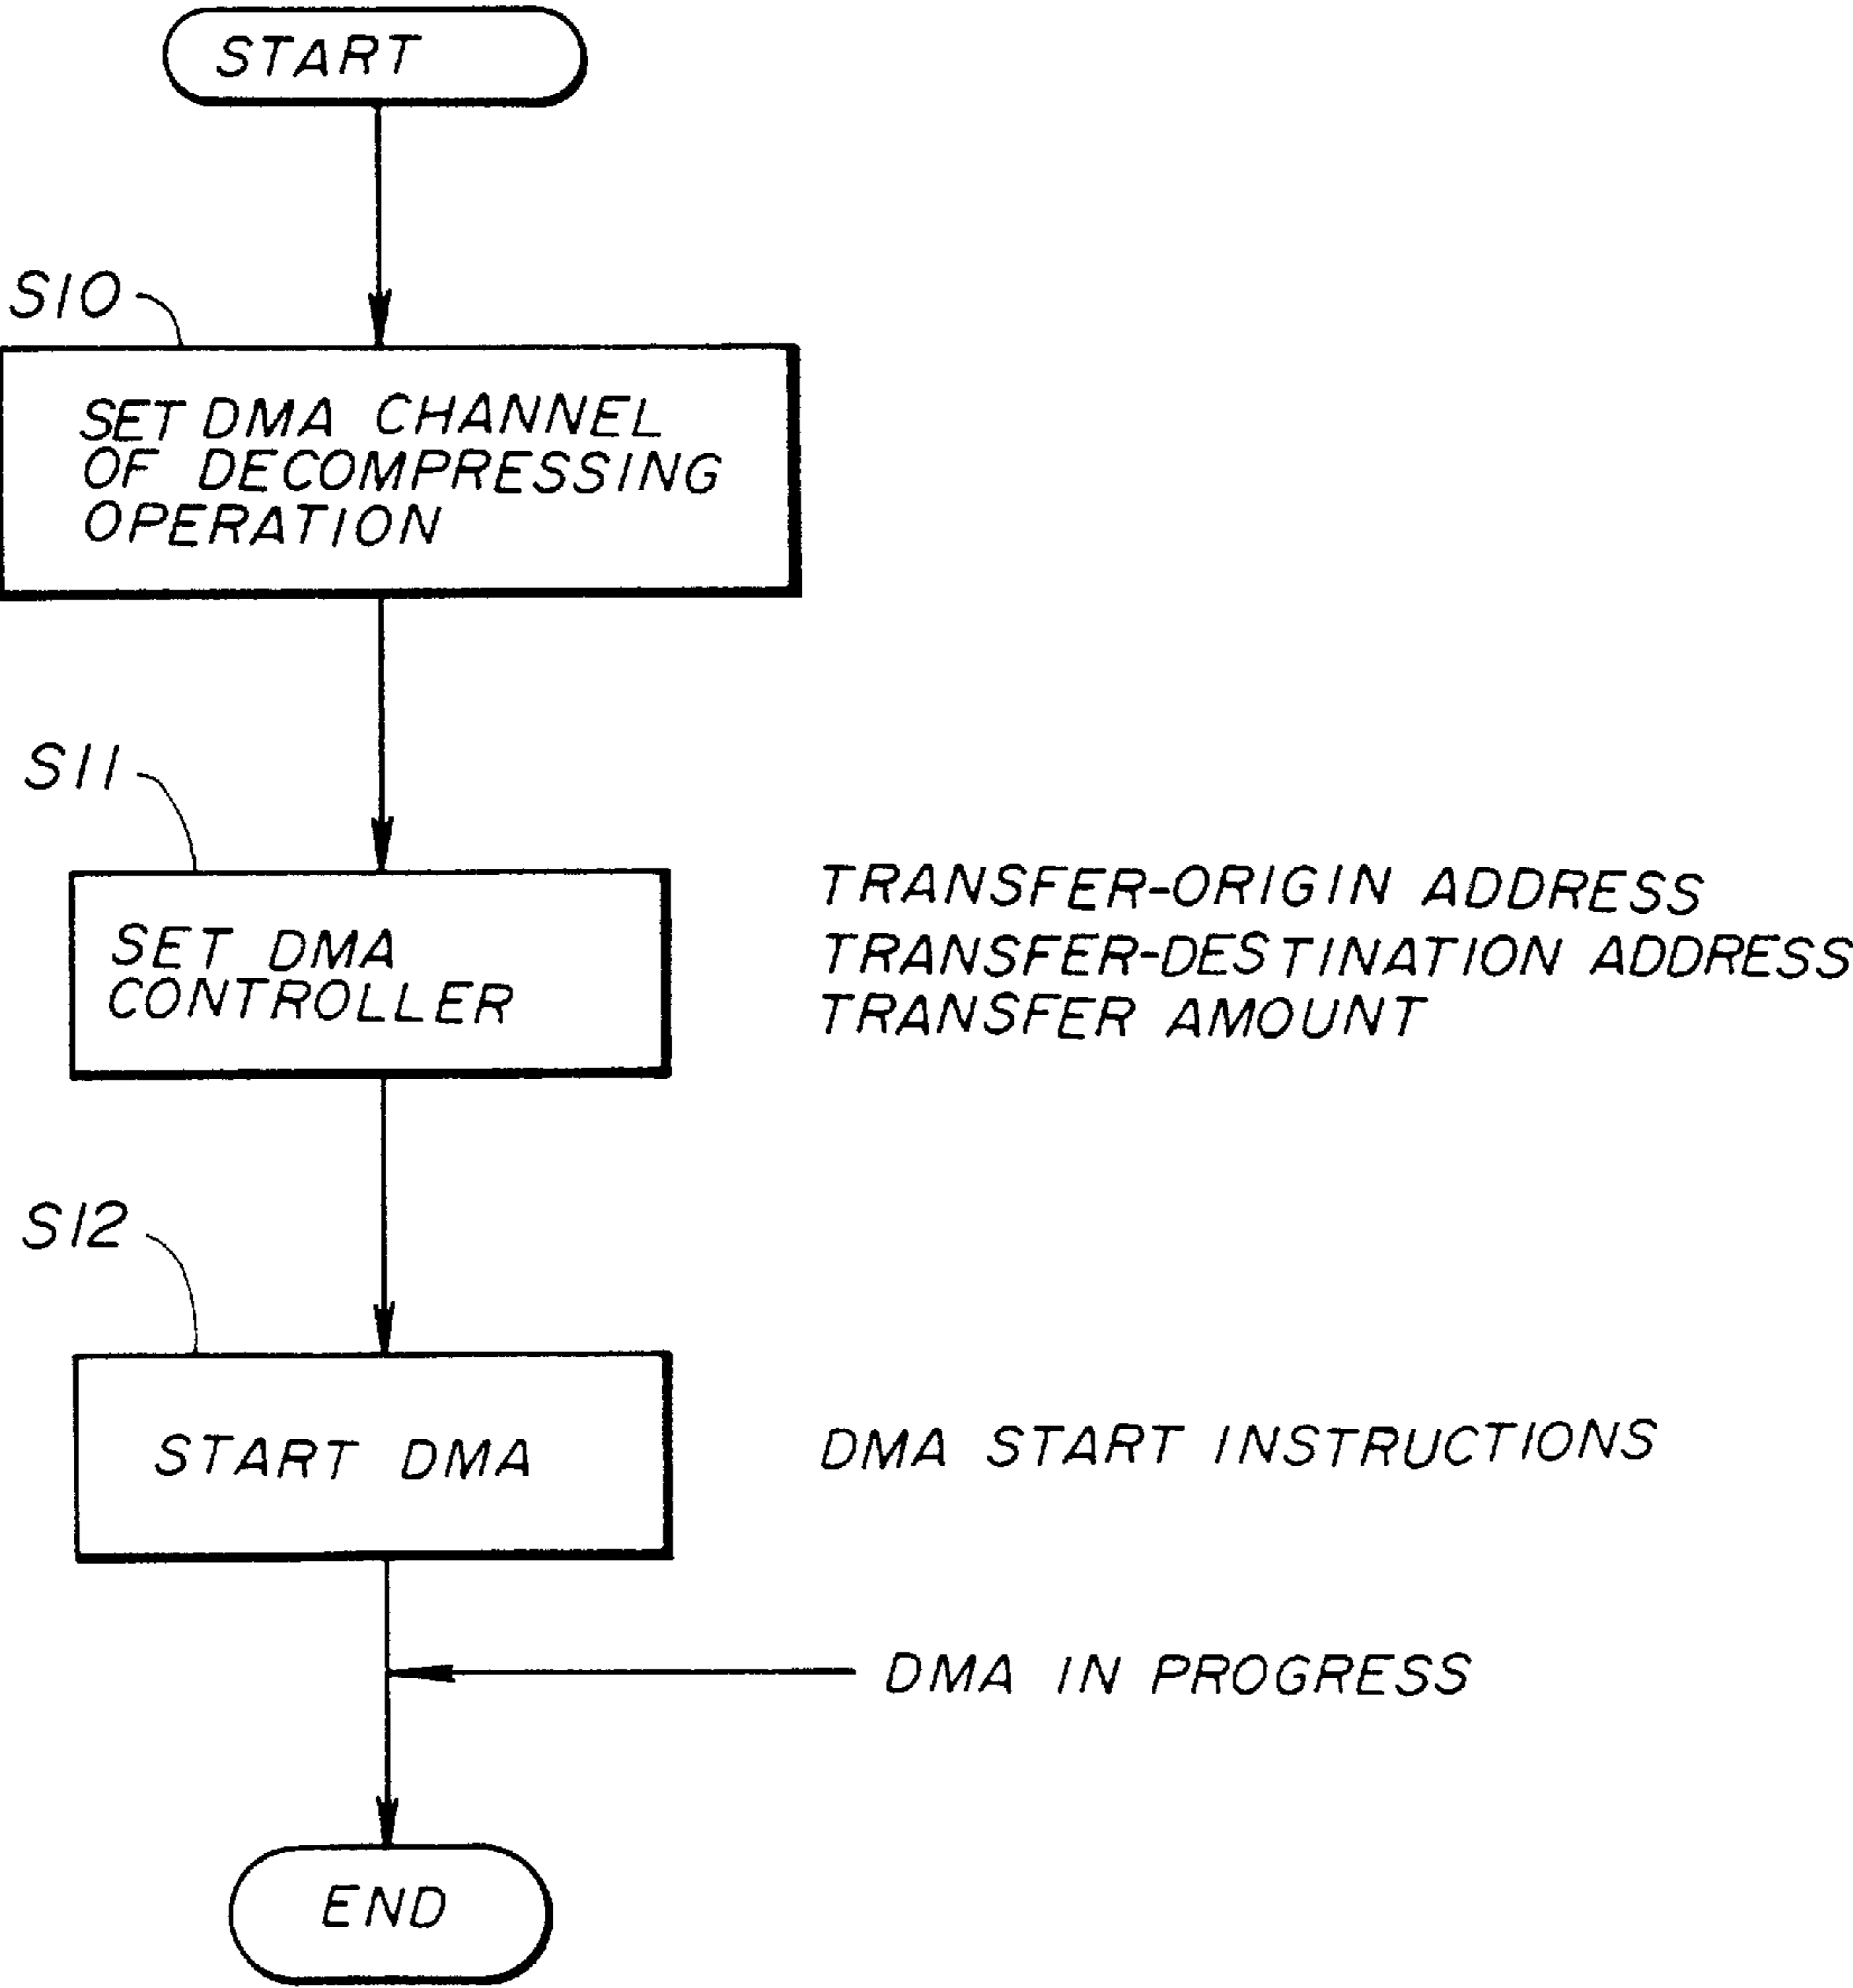 START
S10
SET DMA CHANNEL
OF DECOMPRESSING
OPERATION
S11
SET DMA
CONTROLLER
TRANSFER-ORIGIN ADDRESS
TRANSFER-DESTINATION ADDRESS
TRANSFER AMOUNT
S12
START DMA
DMA START INSTRUCTIONS
DMA IN PROGRESS
END